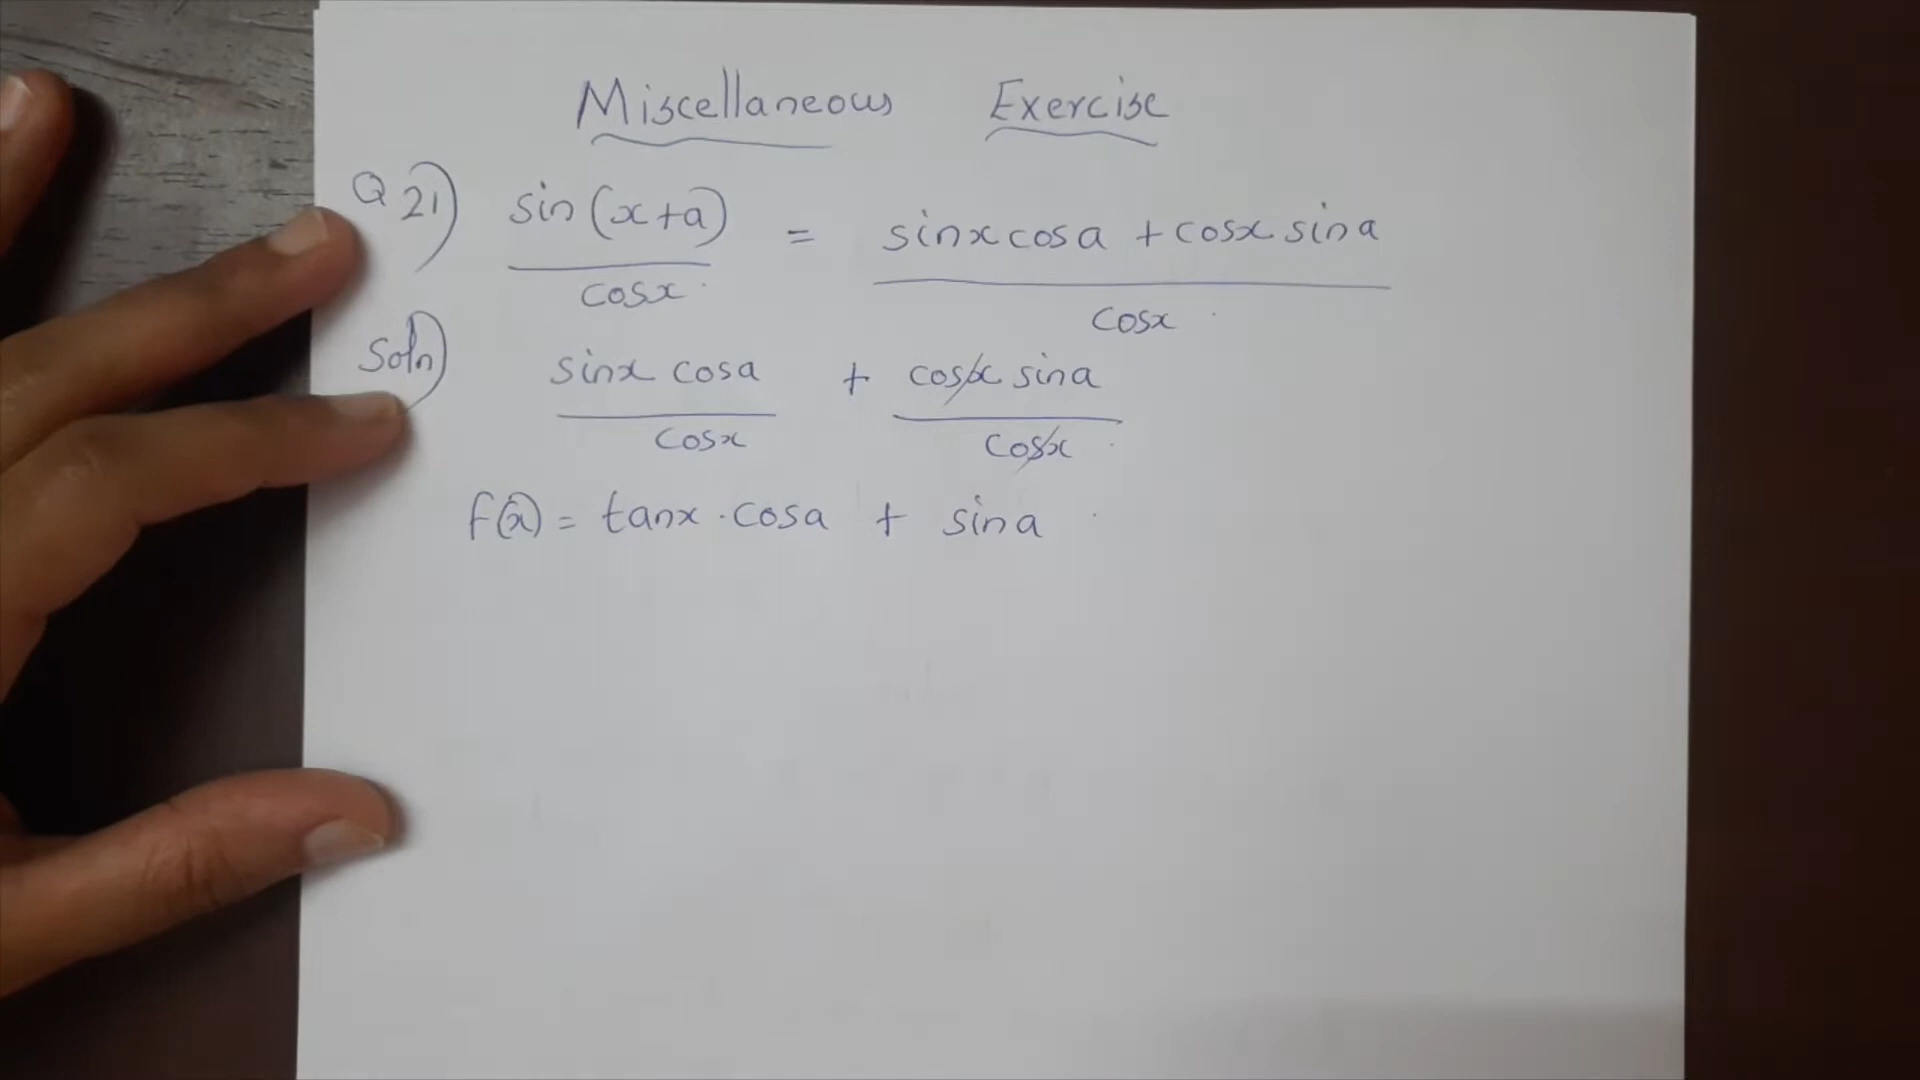 Miscellaneous Exercise
Q 21) sin(x+a) / cosx = sinx cosa + cosx sina / cosx
Soln) sinx cosa / cosx + cosx sina / cosx
f(x) = tanx . cosa + sina